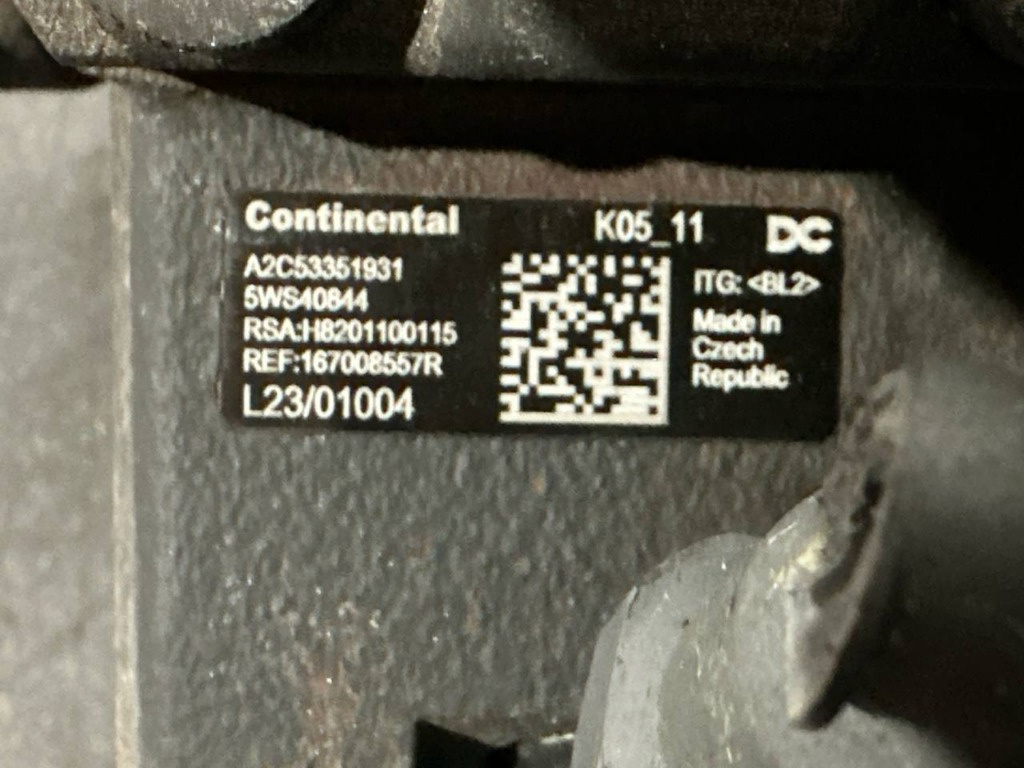 Continental K05_11 DC
A2C53351931
5WS40844
RSA:H8201100115
REF:167008557R
L23/01004
ITG: <BL2>
Made in
Czech
Republic